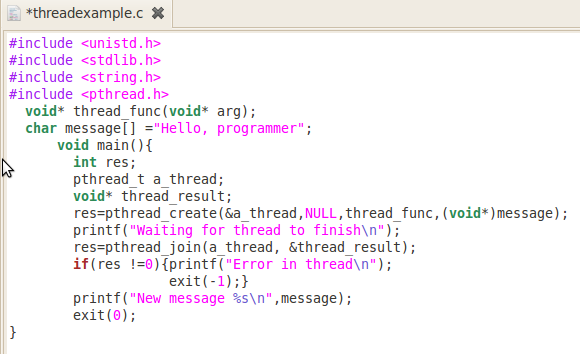 *threadexample.c ✖
#include <unistd.h>
#include <stdlib.h>
#include <string.h>
#include <pthread.h>
  void* thread_func(void* arg);
  char message[] ="Hello, programmer";
      void main(){
        int res;
        pthread_t a_thread;
        void* thread_result;
        res=pthread_create(&a_thread,NULL,thread_func,(void*)message);
        printf("Waiting for thread to finish\n");
        res=pthread_join(a_thread, &thread_result);
        if(res !=0){printf("Error in thread\n");
                    exit(-1);}
        printf("New message %s\n",message);
        exit(0);
}